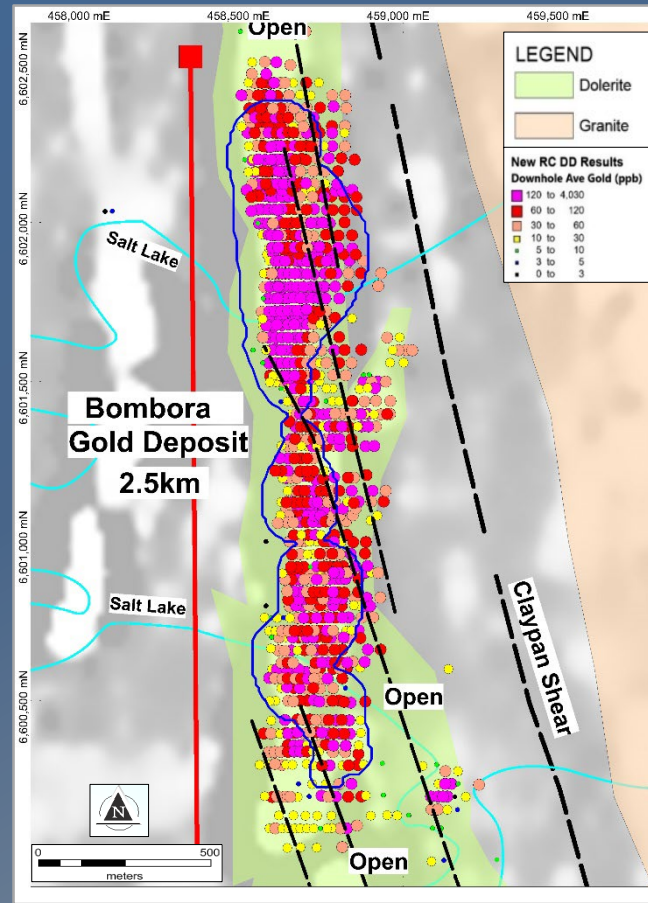 458,000 mE
458,500 mE
459,000 mE
459,500 mE
6,602,500 mN
6,602,000 mN
6,601,500 mN
6,601,000 mN
6,600,500 mN
Open
LEGEND
Dolerite
Granite
New RC DD Results
Downhole Ave Gold (ppb)
120 to 4,030
60 to 120
30 to 60
10 to 30
5 to 10
3 to 5
0 to 3
Salt Lake
Bombora
Gold Deposit
2.5km
Salt Lake
Claypan Shear
Open
Open
N
0 500
meters